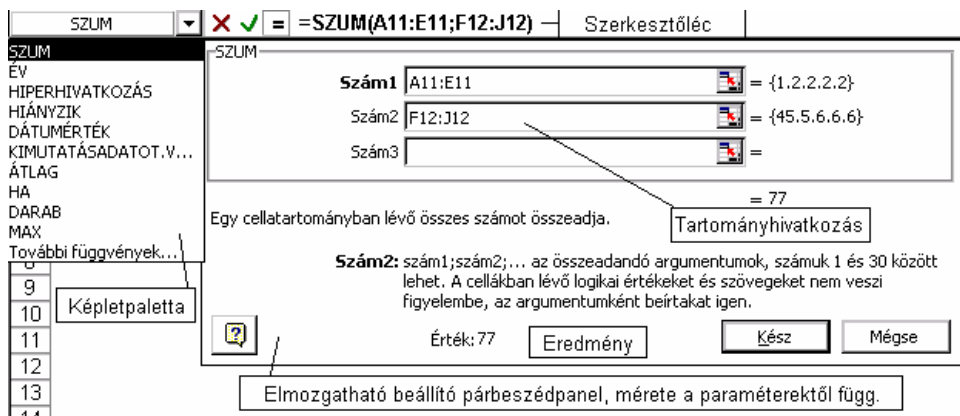 SZUM =SZUM(A11:E11;F12:J12) Szerkesztőléc
SZUM
ÉV
HIPERHIVATKOZÁS
HIÁNYZIK
DÁTUMÉRTÉK
KIMUTATÁSADATOT.V...
ÁTLAG
HA
DARAB
MAX
További függvények...
SZUM
Szám1 A11:E11 = {1.2.2.2.2}
Szám2 F12:J12 = {45.5.6.6.6}
Szám3 =
= 77
Egy cellatartományban lévő összes számot összeadja.
Tartományhivatkozás
Szám2: szám1;szám2;... az összeadandó argumentumok, számuk 1 és 30 között
lehet. A cellákban lévő logikai értékeket és szövegeket nem veszi
figyelembe, az argumentumként beírtakat igen.
Képletpaletta
Érték: 77
Eredmény
Kész
Mégse
9
10
11
12
13
Elmozgatható beállító párbeszédpanel, mérete a paraméterektől függ.